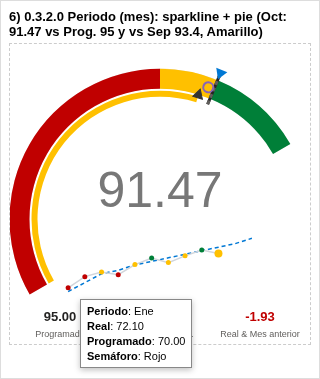 6) 0.3.2.0 Periodo (mes): sparkline + pie (Oct:
91.47 vs Prog. 95 y vs Sep 93.4, Amarillo)
91.47
95.00
-1.93
Programad
Real & Mes anterior
Periodo: Ene
Real: 72.10
Programado: 70.00
Semáforo: Rojo